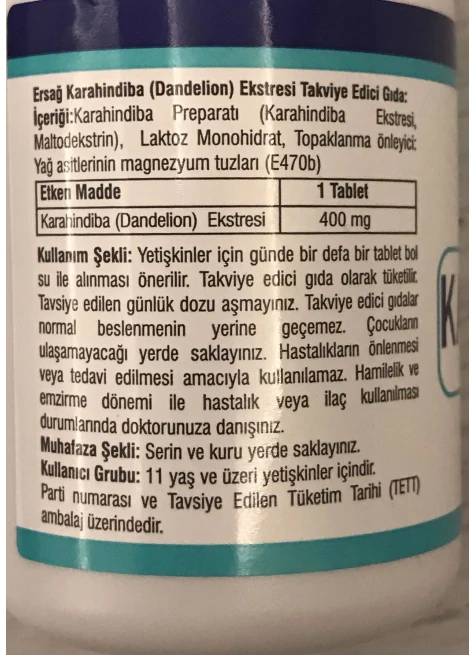 Ersağ Karahindiba (Dandelion) Ekstresi Takviye Edici Gıda:
İçeriği:Karahindiba Preparatı (Karahindiba Ekstresi,
Maltodekstrin), Laktoz Monohidrat, Topaklanma önleyici:
Yağ asitlerinin magnezyum tuzları (E470b)
Etken Madde 1 Tablet
Karahindiba (Dandelion) Ekstresi 400 mg
Kullanım Şekli: Yetişkinler için günde bir defa bir tablet bol
su ile alınması önerilir. Takviye edici gıda olarak tüketilir.
Tavsiye edilen günlük dozu aşmayınız. Takviye edici gıdalar
normal beslenmenin yerine geçemez. Çocukların
ulaşamayacağı yerde saklayınız. Hastalıkların önlenmesi
veya tedavi edilmesi amacıyla kullanılamaz. Hamilelik ve
emzirme dönemi ile hastalık veya ilaç kullanılması
durumlarında doktorunuza danışınız.
Muhafaza Şekli: Serin ve kuru yerde saklayınız.
Kullanıcı Grubu: 11 yaş ve üzeri yetişkinler içindir.
Parti numarası ve Tavsiye Edilen Tüketim Tarihi (TETT)
ambalaj üzerindedir.